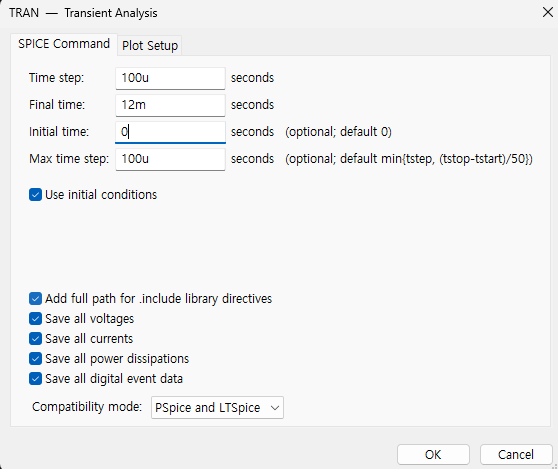 TRAN — Transient Analysis
SPICE Command Plot Setup
Time step: 100u seconds
Final time: 12m seconds
Initial time: 0 seconds (optional; default 0)
Max time step: 100u seconds (optional; default min{tstep, (tstop-tstart)/50})
Use initial conditions
Add full path for .include library directives
Save all voltages
Save all currents
Save all power dissipations
Save all digital event data
Compatibility mode: PSpice and LTSpice
OK Cancel